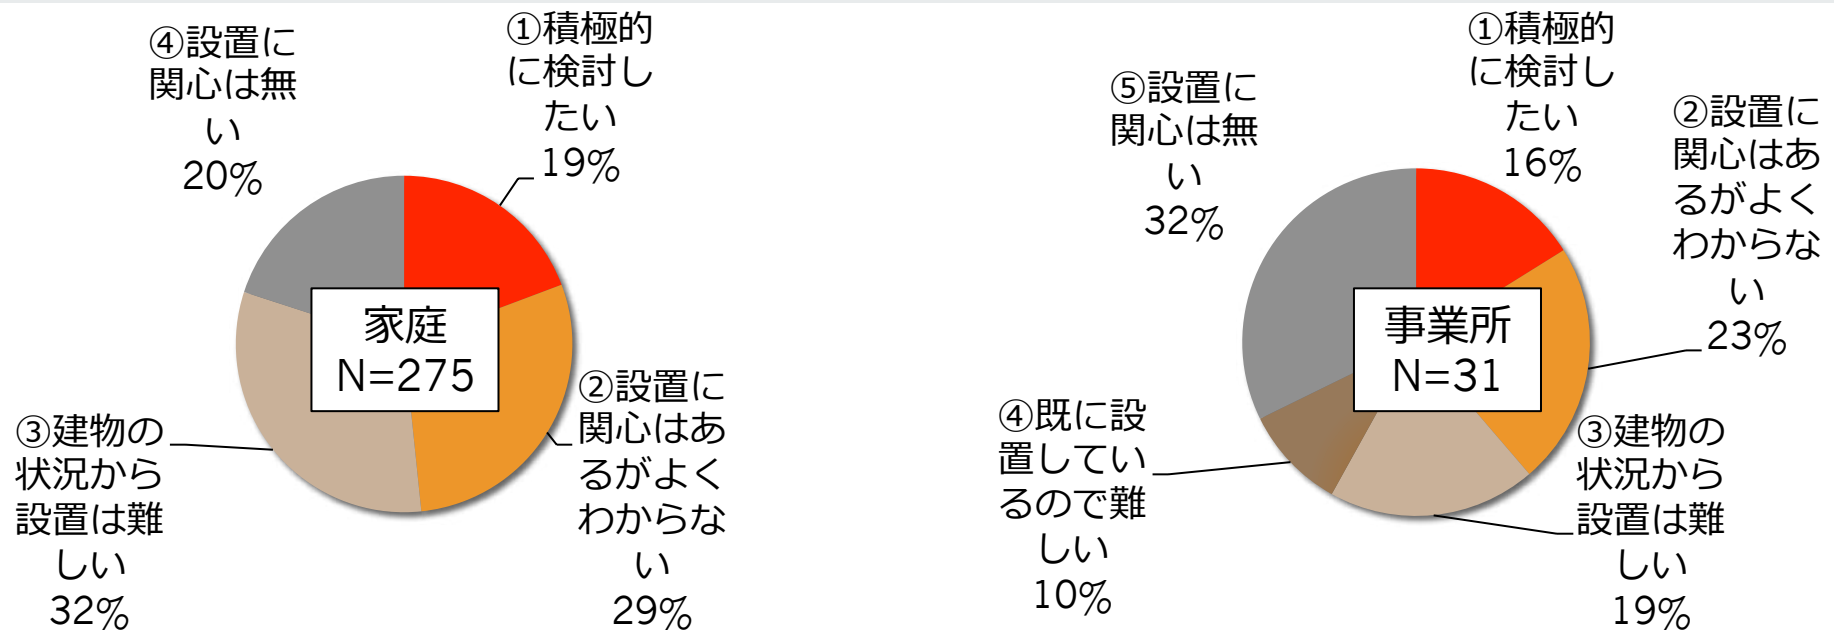 ①積極的
に検討し
たい
19%
②設置に
関心はあ
るがよく
わからな
い
29%
③建物の
状況から
設置は難
しい
32%
④設置に
関心は無
い
20%
家庭
N=275
①積極的
に検討し
たい
16%
②設置に
関心はあ
るがよく
わからな
い
23%
③建物の
状況から
設置は難
しい
19%
④既に設
置してい
るので難
しい
10%
⑤設置に
関心は無
い
32%
事業所
N=31